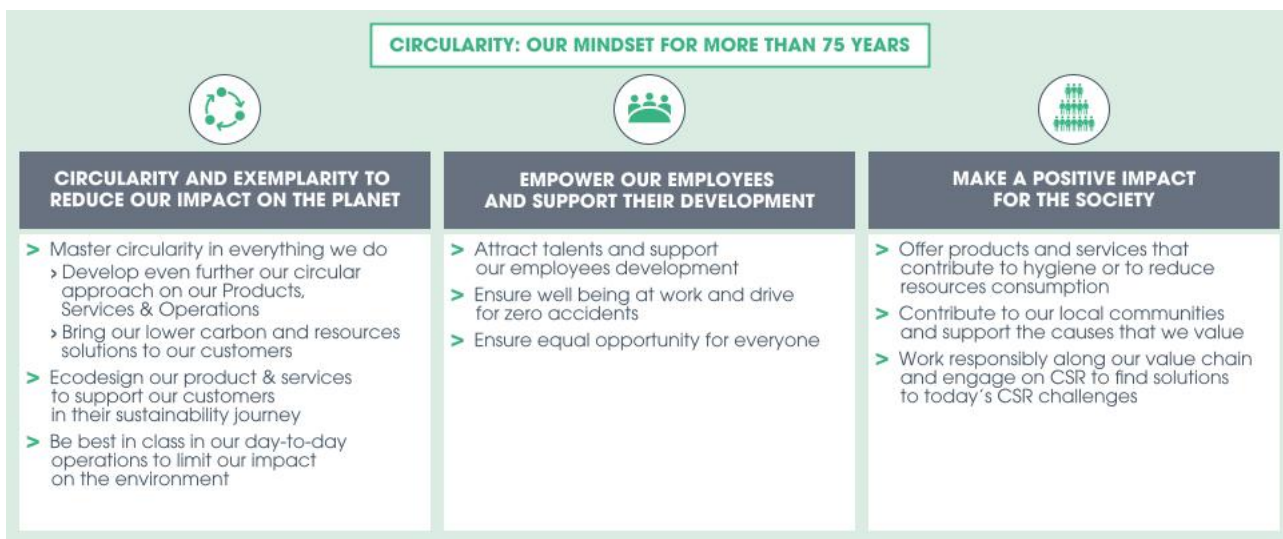 CIRCULARITY: OUR MINDSET FOR MORE THAN 75 YEARS
CIRCULARITY AND EXEMPLARITY TO
REDUCE OUR IMPACT ON THE PLANET
> Master circularity in everything we do
> Develop even further our circular
approach on our Products,
Services & Operations
> Bring our lower carbon and resources
solutions to our customers
> Ecodesign our product & services
to support our customers
in their sustainability journey
> Be best in class in our day-to-day
operations to limit our impact
on the environment
EMPOWER OUR EMPLOYEES
AND SUPPORT THEIR DEVELOPMENT
> Attract talents and support
our employees development
> Ensure well being at work and drive
for zero accidents
> Ensure equal opportunity for everyone
MAKE A POSITIVE IMPACT
FOR THE SOCIETY
> Offer products and services that
contribute to hygiene or to reduce
resources consumption
> Contribute to our local communities
and support the causes that we value
> Work responsibly along our value chain
and engage on CSR to find solutions
to today´s CSR challenges